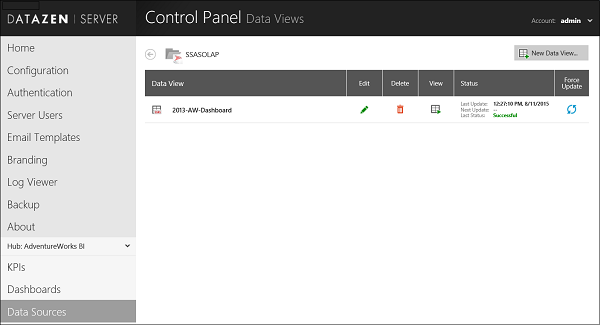 DATAZEN | SERVER
Control Panel Data Views
Account: admin
Home
Configuration
Authentication
Server Users
Email Templates
Branding
Log Viewer
Backup
About
Hub: AdventureWorks BI
KPIs
Dashboards
Data Sources
SSASOLAP
New Data View...
Data View Edit Delete View Status Force Update
2013-AW-Dashboard
Last Update: 12:27:10 PM, 8/11/2015
Next Update: --
Last Status: Successful